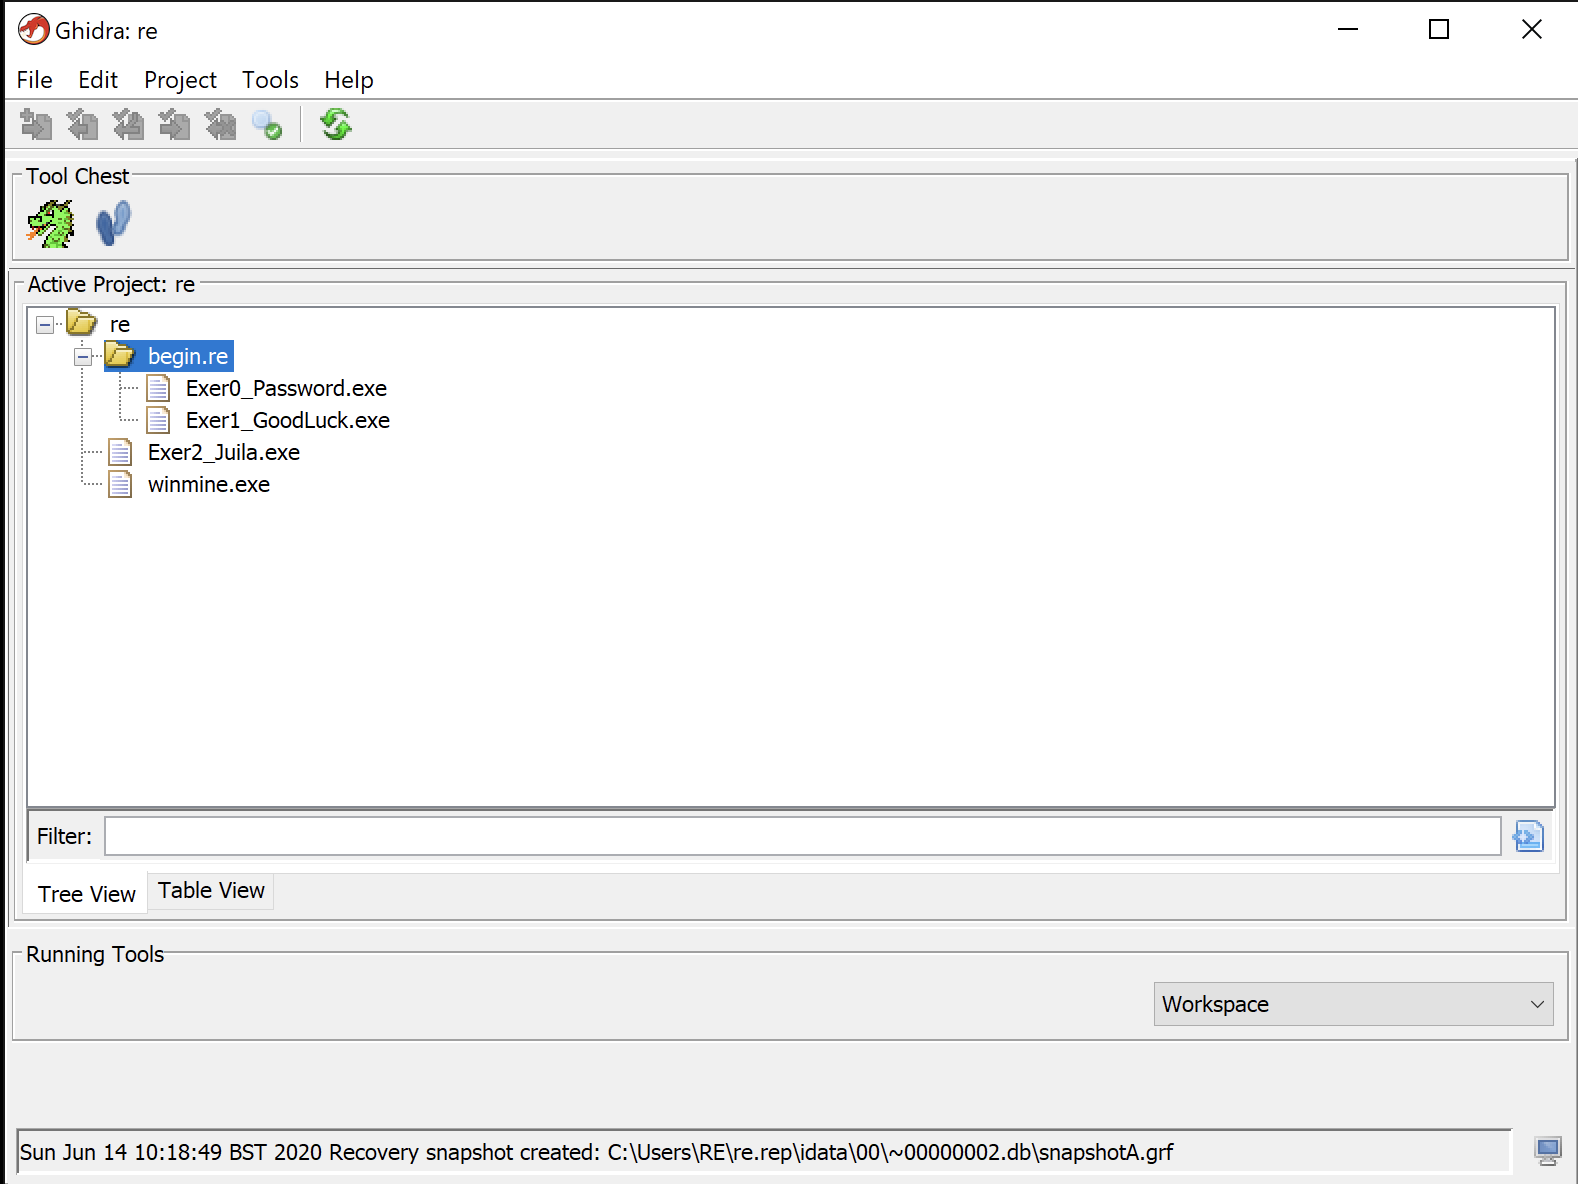 Ghidra: re
File Edit Project Tools Help
Tool Chest
Active Project: re
re
begin.re
Exer0_Password.exe
Exer1_GoodLuck.exe
Exer2_Juila.exe
winmine.exe
Filter:
Tree View Table View
Running Tools
Workspace
Sun Jun 14 10:18:49 BST 2020 Recovery snapshot created: C:\Users\RE\re.rep\idata\00\~00000002.db\snapshotA.grf